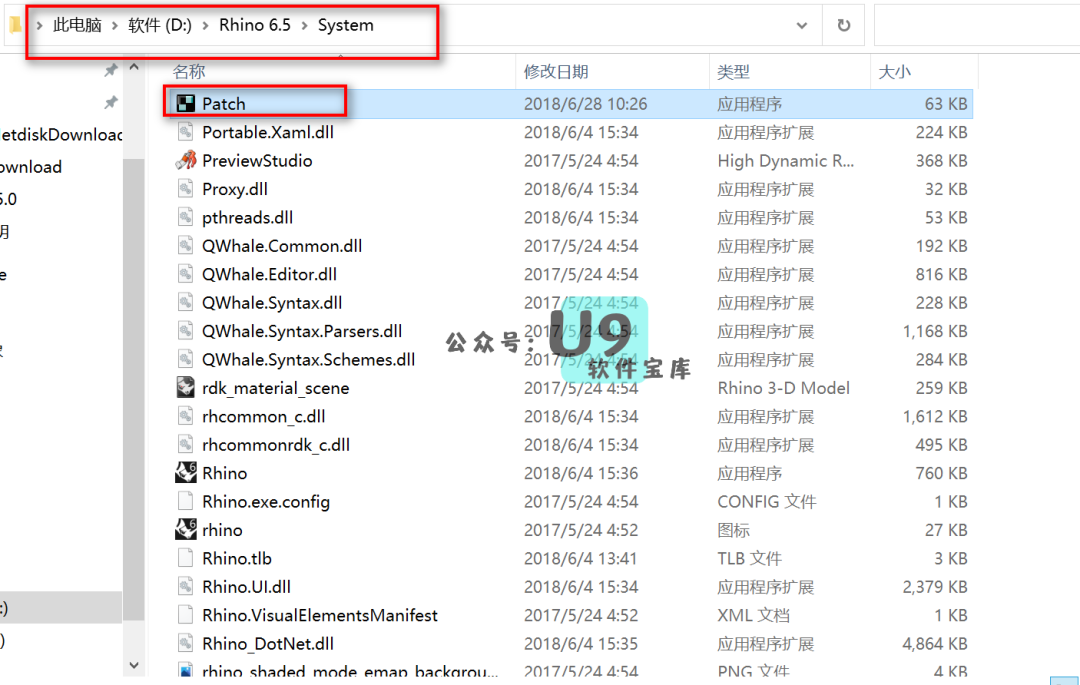 此电脑 软件 (D:) Rhino 6.5 System
名称 修改日期 类型 大小
Patch 2018/6/28 10:26 应用程序 63 KB
Portable.Xaml.dll 2018/6/4 15:34 应用程序扩展 224 KB
PreviewStudio 2017/5/24 4:54 High Dynamic R... 368 KB
Proxy.dll 2018/6/4 15:34 应用程序扩展 32 KB
pthreads.dll 2018/6/4 15:34 应用程序扩展 53 KB
QWhale.Common.dll 2017/5/24 4:54 应用程序扩展 192 KB
QWhale.Editor.dll 2017/5/24 4:54 应用程序扩展 816 KB
QWhale.Syntax.dll 2017/5/24 4:54 应用程序扩展 228 KB
QWhale.Syntax.Parsers.dll 2017/5/24 4:54 应用程序扩展 1,168 KB
QWhale.Syntax.Schemes.dll 2017/5/24 4:54 应用程序扩展 284 KB
rdk_material_scene 2017/5/24 4:54 Rhino 3-D Model 259 KB
rhcommon_c.dll 2018/6/4 15:34 应用程序扩展 1,612 KB
rhcommonrdk_c.dll 2018/6/4 15:34 应用程序扩展 495 KB
Rhino 2018/6/4 15:36 应用程序 760 KB
Rhino.exe.config 2017/5/24 4:54 CONFIG 文件 1 KB
rhino 2017/5/24 4:52 图标 27 KB
Rhino.tlb 2018/6/4 13:41 TLB 文件 3 KB
Rhino.UI.dll 2018/6/4 15:34 应用程序扩展 2,379 KB
Rhino.VisualElementsManifest 2017/5/24 4:52 XML 文档 1 KB
Rhino_DotNet.dll 2018/6/4 15:35 应用程序扩展 4,864 KB
rhino_shaded_mode_emap_backgrou... 2017/5/24 4:54 PNG 文件 4 KB
etdiskDownload
ownload
5.0
明
e
:)
)
公众号: U9
软件宝库